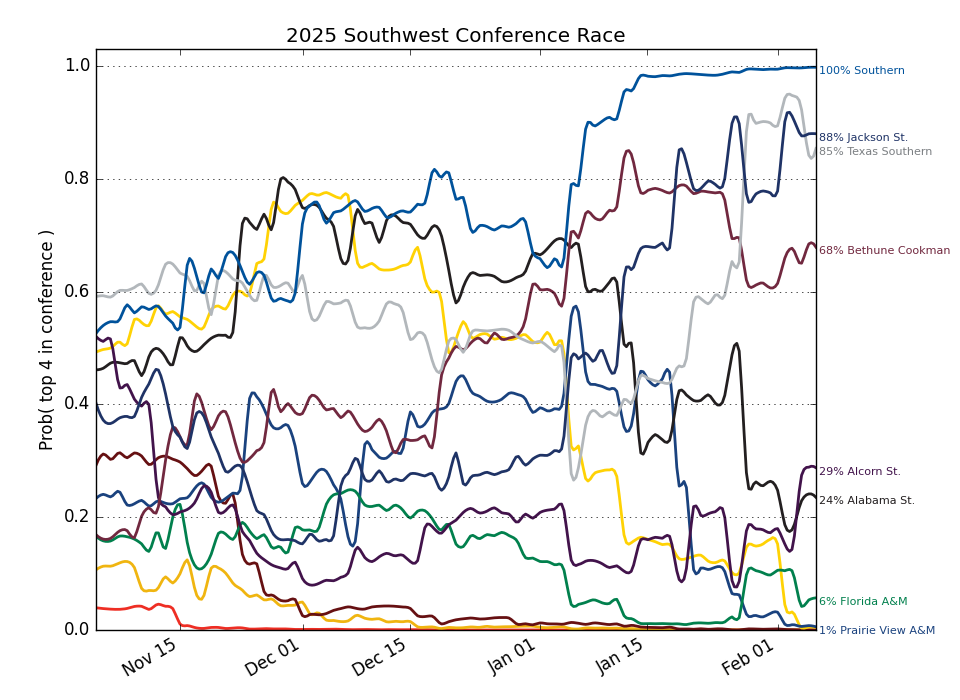 2025 Southwest Conference Race
Prob( top 4 in conference )
1.0
0.8
0.6
0.4
0.2
0.0
Nov 15
Dec 01
Dec 15
Jan 01
Jan 15
Feb 01
100% Southern
88% Jackson St.
85% Texas Southern
68% Bethune Cookman
29% Alcorn St.
24% Alabama St.
6% Florida A&M
1% Prairie View A&M